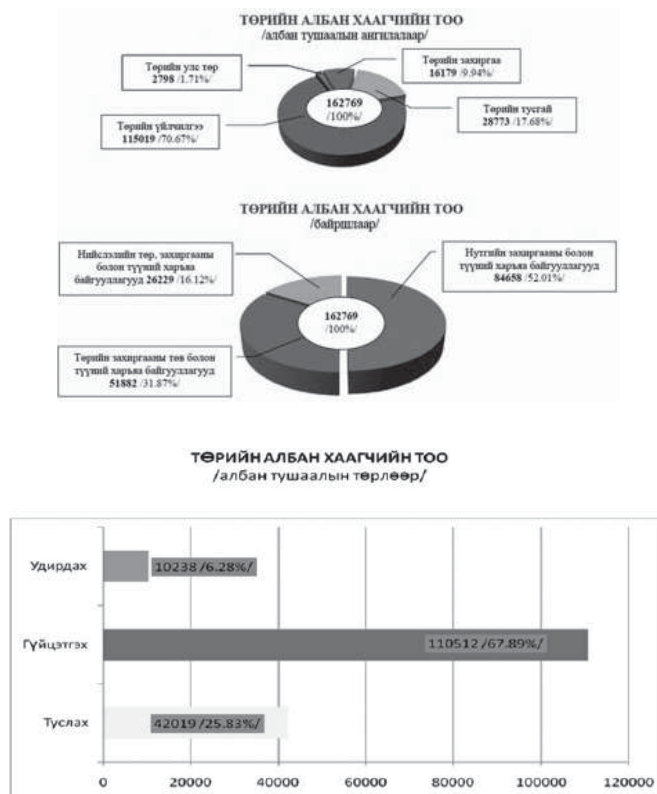 ТӨРИЙН АЛБАН ХААГЧИЙН ТОО
/албан тушаалын ангилалаар/
Төрийн улс төр
2798 /1.71%/
Төрийн захиргаа
16179 /9.94%/
162769
/100%/
Төрийн үйлчилгээ
115019 /70.67%/
Төрийн тусгай
28773 /17.68%/
ТӨРИЙН АЛБАН ХААГЧИЙН ТОО
/байршлаар/
Нийслэлийн төр, захиргааны
болон түүний харъяа
байгууллагууд 26229 /16.12%/
Нутгийн захиргааны болон
түүний харъяа байгууллагууд
84658 /52.01%/
162769
/100%/
Төрийн захиргааны төв болон
түүний харъяа байгууллагууд
51882 /31.87%/
ТӨРИЙН АЛБАН ХААГЧИЙН ТОО
/албан тушаалын төрлөөр/
Удирдах
10238 /6.28%/
Гүйцэтгэх
110512 /67.89%/
Туслах
42019 /25.83%/
0 20000 40000 60000 80000 100000 120000